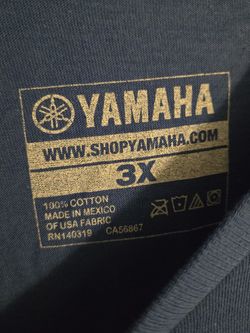 YAMAHA
WWW.SHOPYAMAHA.COM
3X
100% COTTON
MADE IN MEXICO
OF USA FABRIC
RN140319 CA56867